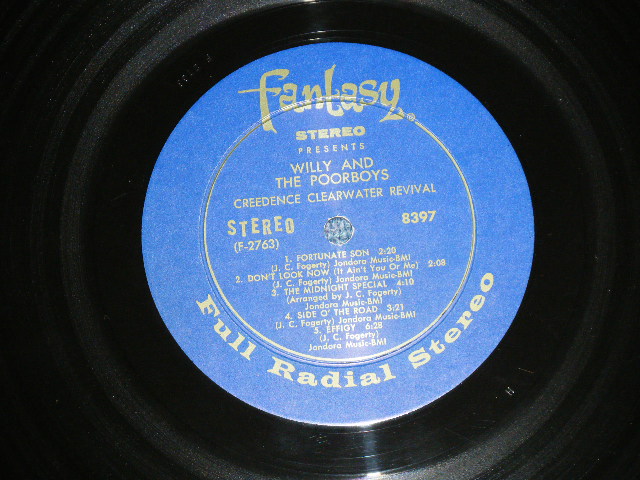 Fantasy®
STEREO
PRESENTS
WILLY AND
THE POORBOYS
CREEDENCE CLEARWATER REVIVAL
STEREO 8397
(F-2763)
1. FORTUNATE SON 2:20
(J. C. Fogerty) Jondora Music-BMI
2. DON'T LOOK NOW (It Ain't You Or Me) 2:08
(J. C. Fogerty) Jondora Music-BMI
3. THE MIDNIGHT SPECIAL 4:10
(Arranged by J. C. Fogerty)
Jondora Music-BMI
4. SIDE O' THE ROAD 3:21
(J. C. Fogerty) Jondora Music-BMI
5. EFFIGY 6:28
(J. C. Fogerty)
Jondora Music-BMI
Full Radial Stereo